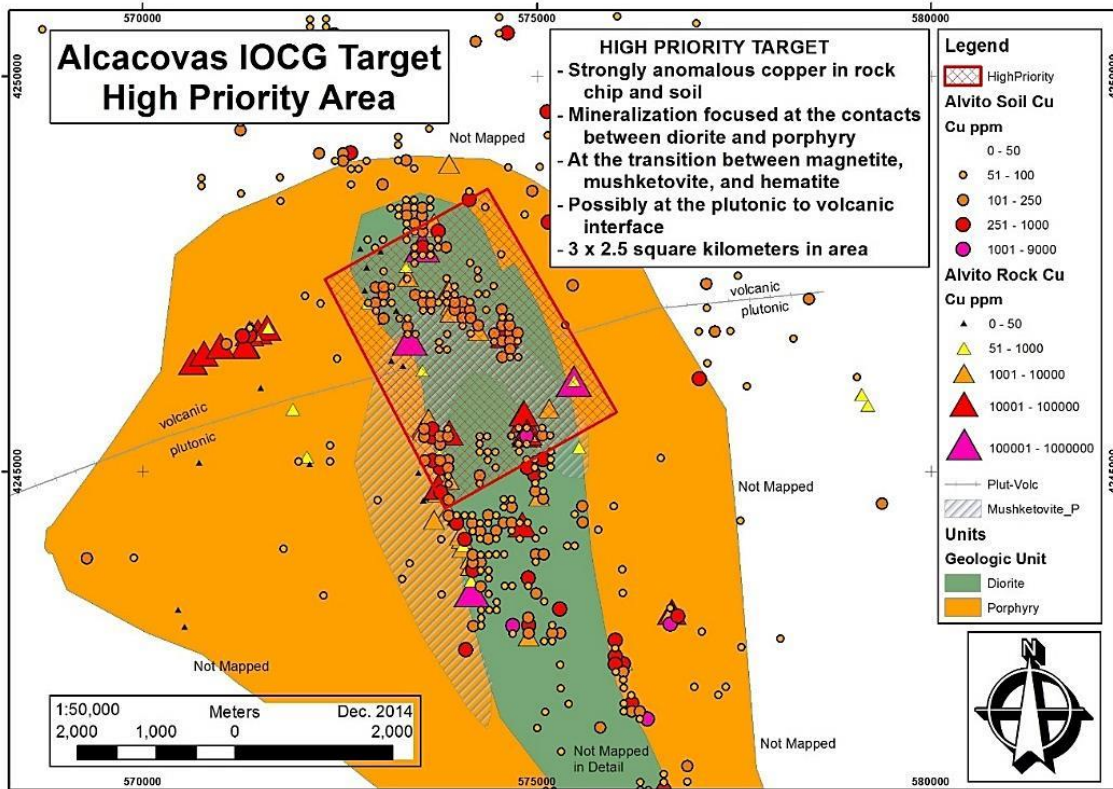 570000
575000
580000
4250000
4250000
Alcacovas IOCG Target
High Priority Area
HIGH PRIORITY TARGET
- Strongly anomalous copper in rock
chip and soil
- Mineralization focused at the contacts
between diorite and porphyry
- At the transition between magnetite,
mushketovite, and hematite
- Possibly at the plutonic to volcanic
interface
- 3 x 2.5 square kilometers in area
Legend
HighPriority
Alvito Soil Cu
Cu ppm
0 - 50
51 - 100
101 - 250
251 - 1000
1001 - 9000
Alvito Rock Cu
Cu ppm
0 - 50
51 - 1000
1001 - 10000
10001 - 100000
100001 - 1000000
Plut-Volc
Mushketovite_P
Units
Geologic Unit
Diorite
Porphyry
Not Mapped
volcanic
plutonic
volcanic
plutonic
4245000
4245000
Not Mapped
Not Mapped
Not Mapped
Not Mapped
in Detail
N
1:50,000 Meters Dec. 2014
2,000 1,000 0 2,000
570000
575000
580000